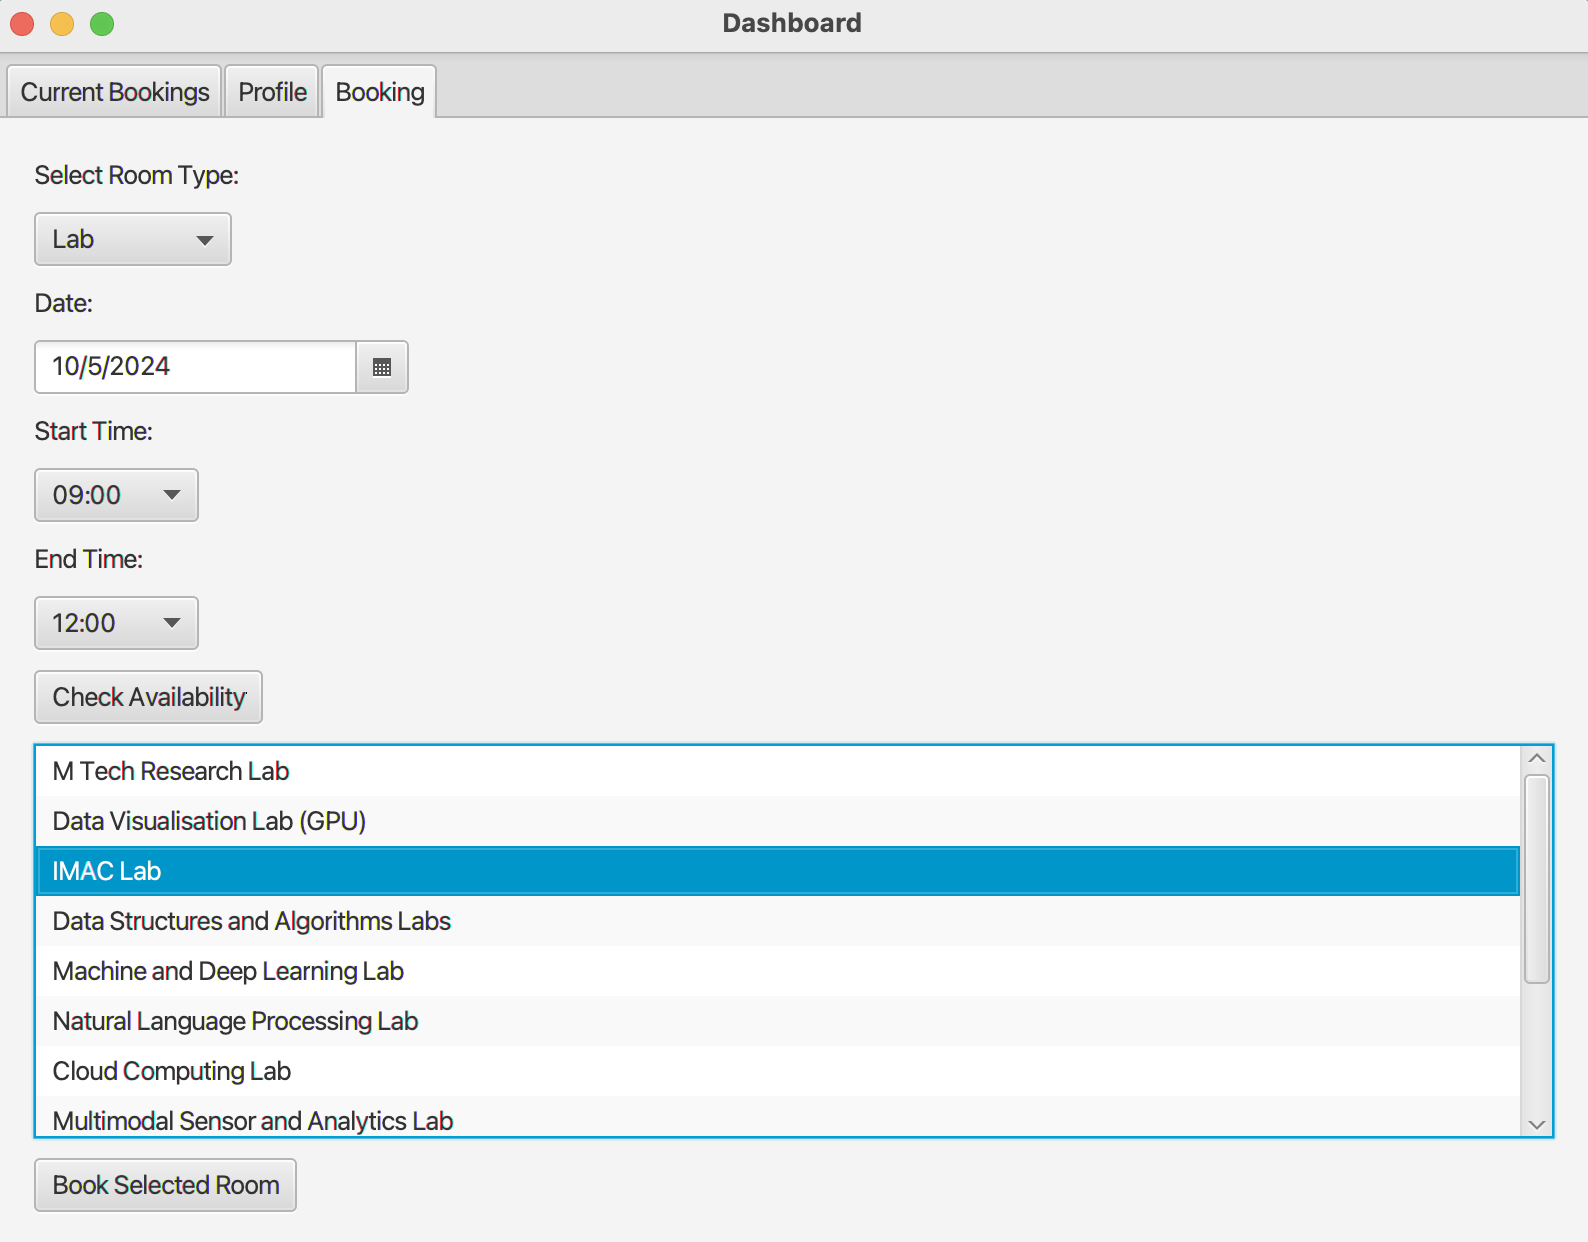 Dashboard
Current Bookings Profile Booking
Select Room Type:
Lab
Date:
10/5/2024
Start Time:
09:00
End Time:
12:00
Check Availability
M Tech Research Lab
Data Visualisation Lab (GPU)
IMAC Lab
Data Structures and Algorithms Labs
Machine and Deep Learning Lab
Natural Language Processing Lab
Cloud Computing Lab
Multimodal Sensor and Analytics Lab
Book Selected Room